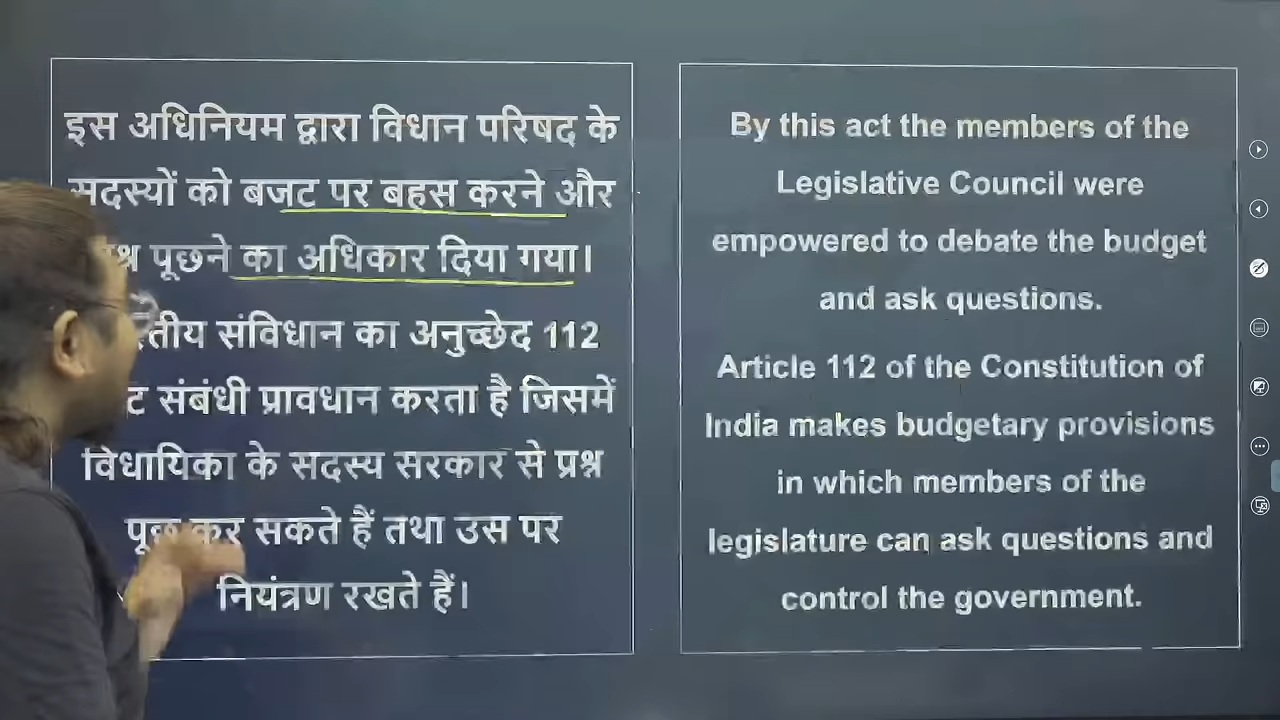 इस अधिनियम द्वारा विधान परिषद के
सदस्यों को बजट पर बहस करने और
पूछने का अधिकार दिया गया।
संविधान का अनुच्छेद 112
संबंधी प्रावधान करता है जिसमें
विधायिका के सदस्य सरकार से प्रश्न
पूछ कर सकते हैं तथा उस पर
नियंत्रण रखते हैं।
By this act the members of the
Legislative Council were
empowered to debate the budget
and ask questions.
Article 112 of the Constitution of
India makes budgetary provisions
in which members of the
legislature can ask questions and
control the government.